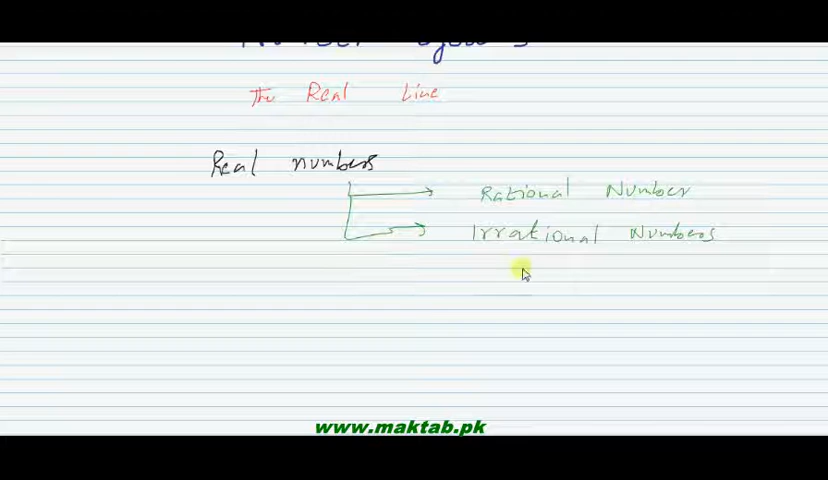 The Real Line
Real numbers
Rational Number
Irrational Numbers
www.maktab.pk